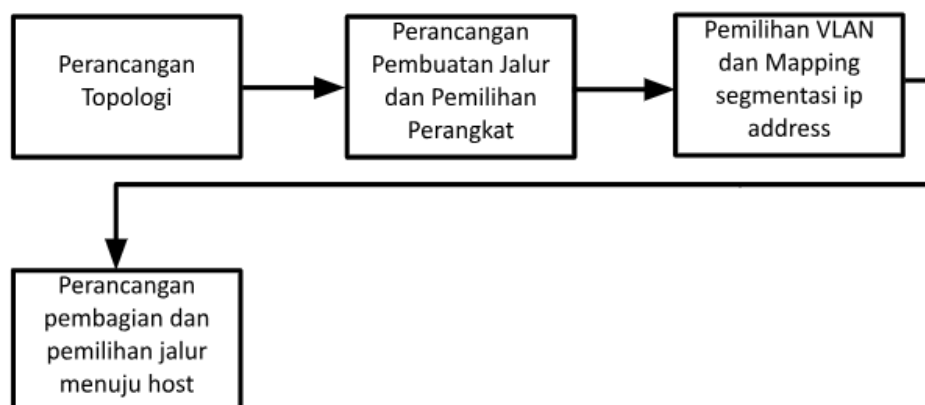 Perancangan
Topologi
Perancangan
Pembuatan Jalur
dan Pemilihan
Perangkat
Pemilihan VLAN
dan Mapping
segmentasi ip
address
Perancangan
pembagian dan
pemilihan jalur
menuju host